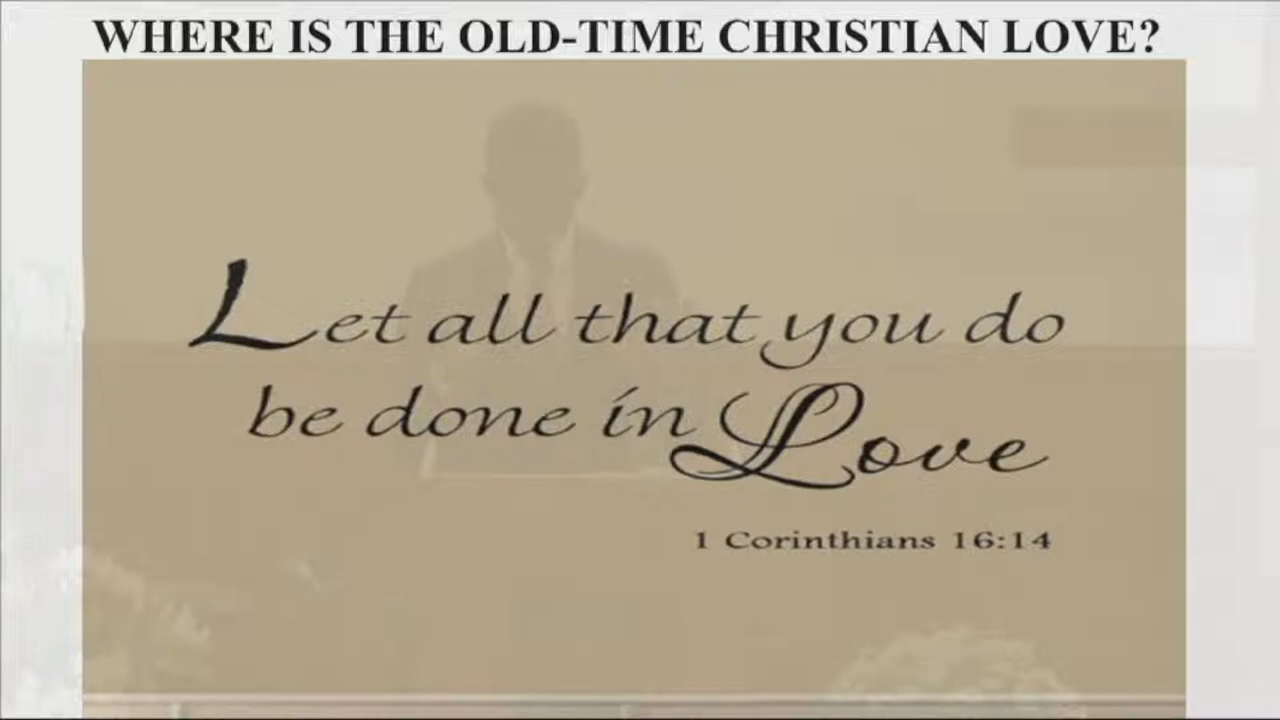 WHERE IS THE OLD-TIME CHRISTIAN LOVE?
Let all that you do
be done in Love
1 Corinthians 16:14